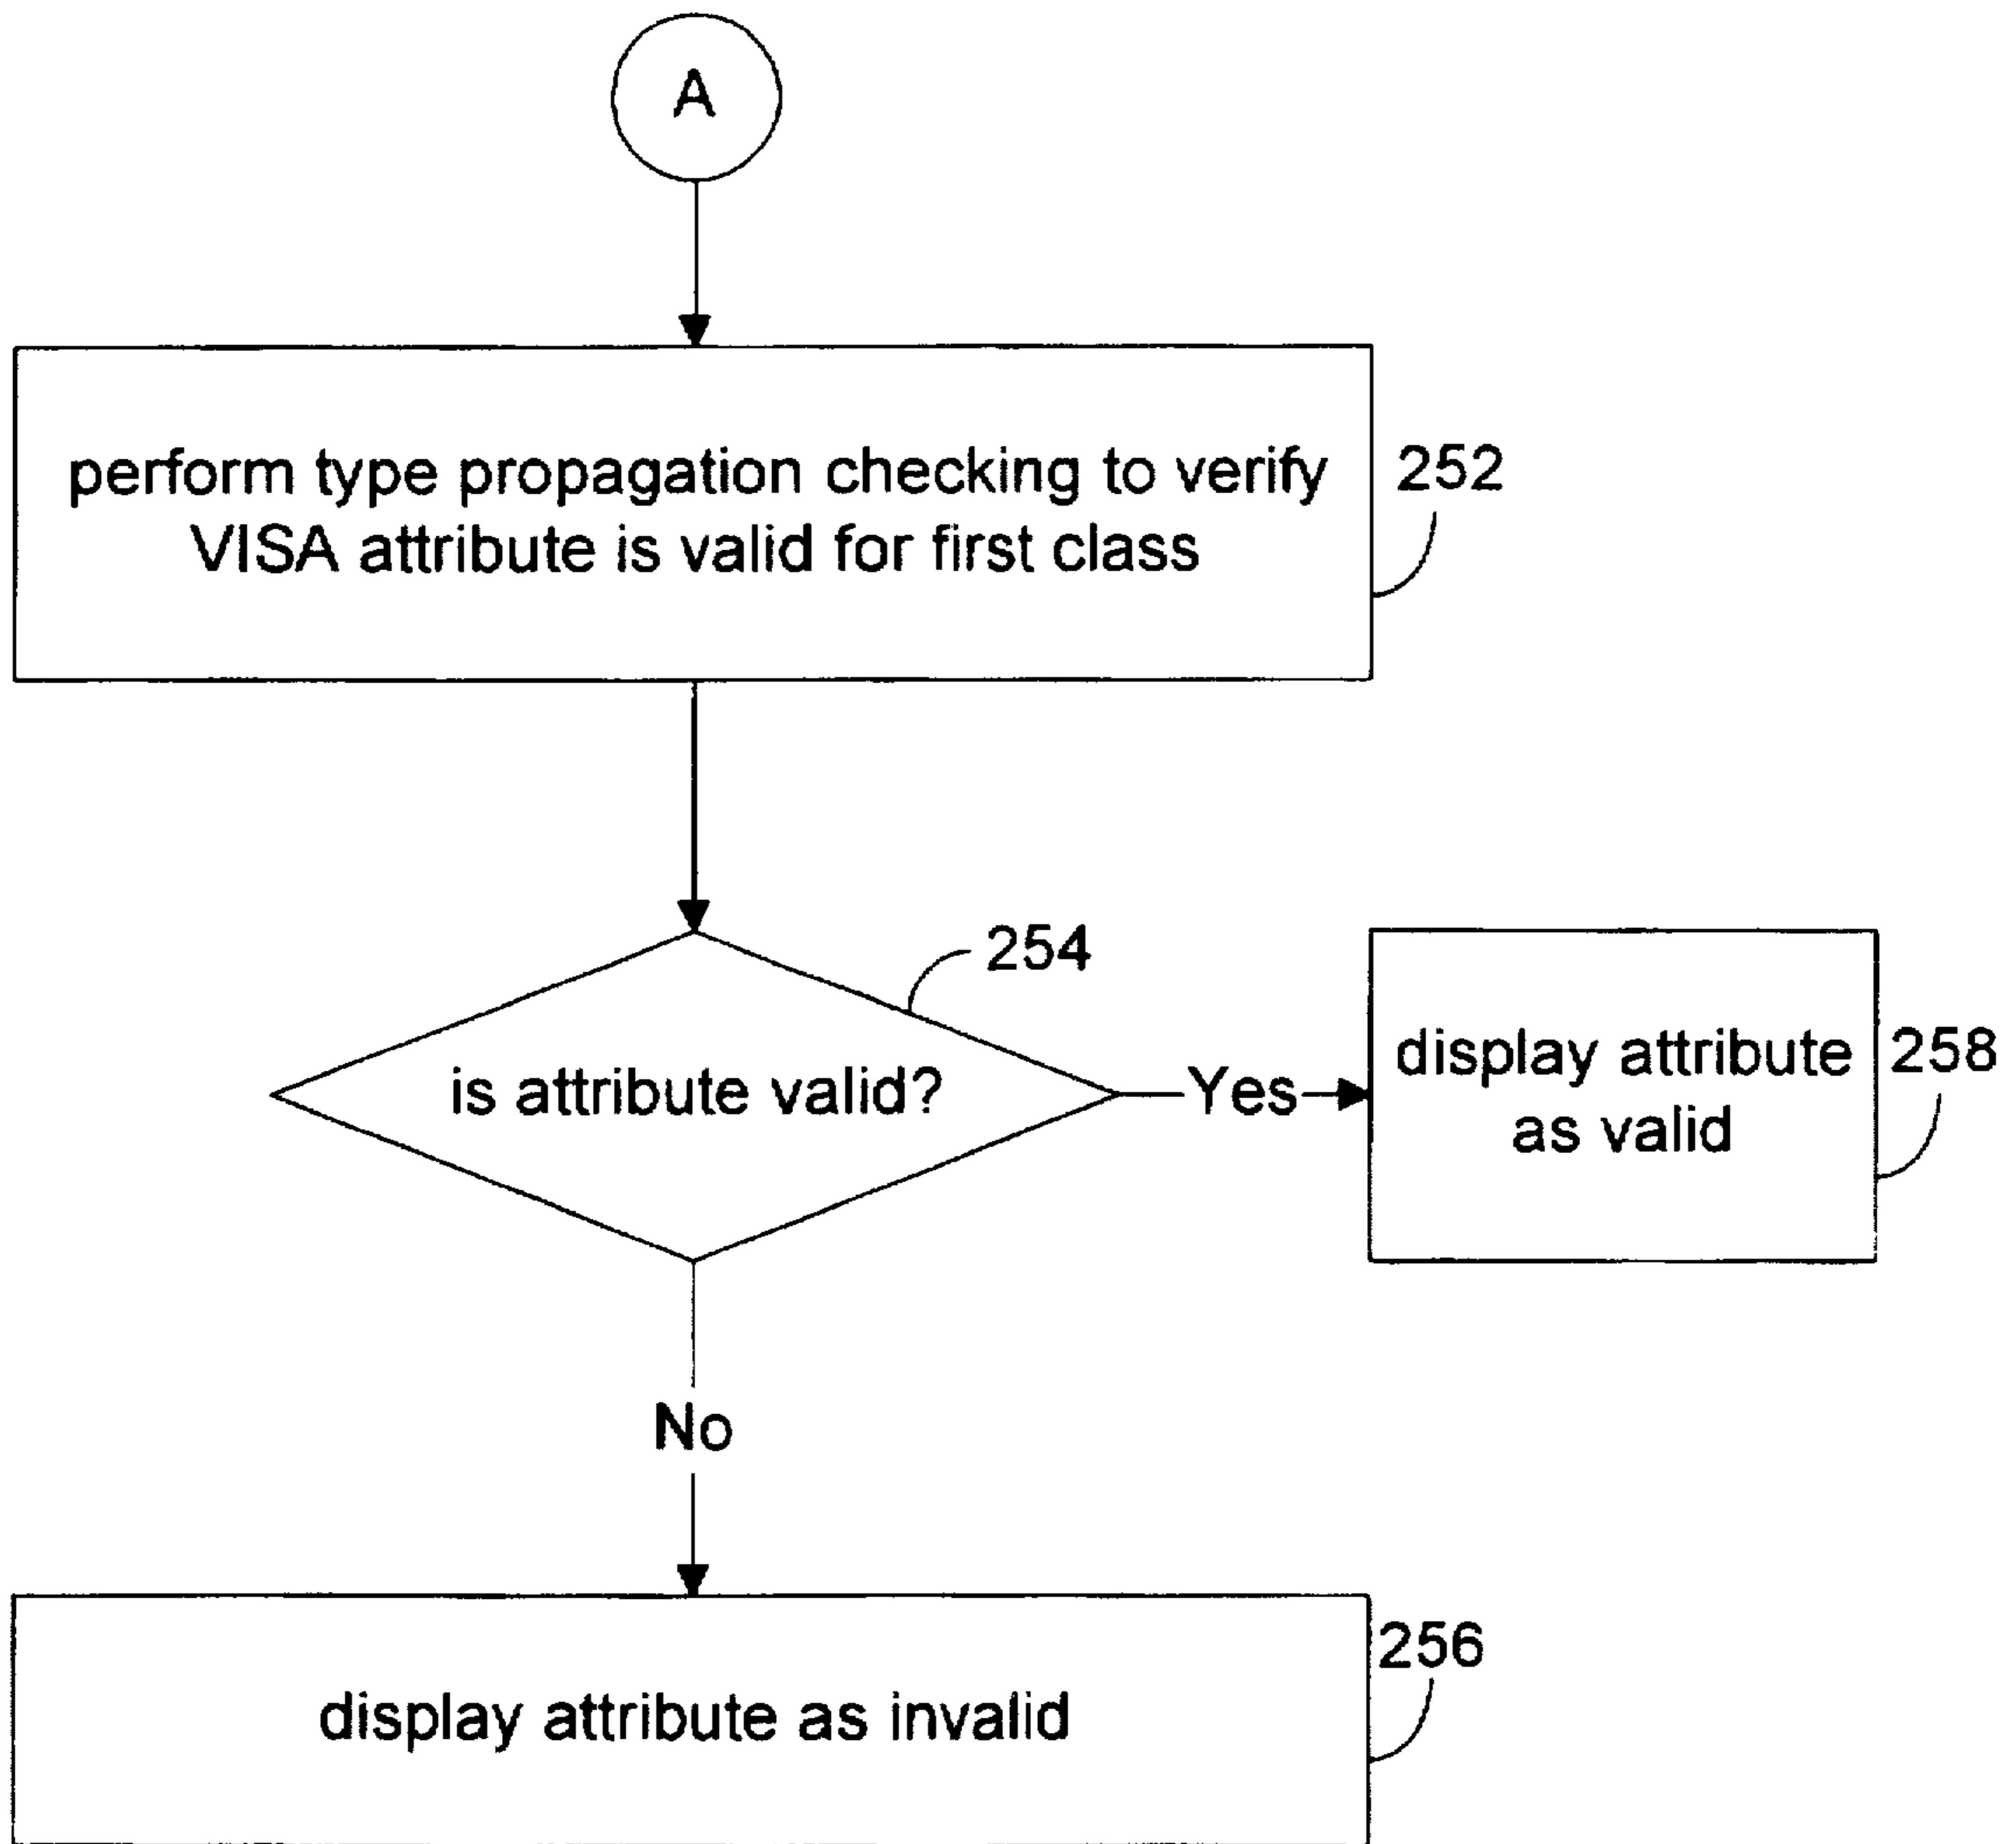 A
perform type propagation checking to verify
VISA attribute is valid for first class
252
254
is attribute valid?
Yes
display attribute
as valid
258
No
256
display attribute as invalid